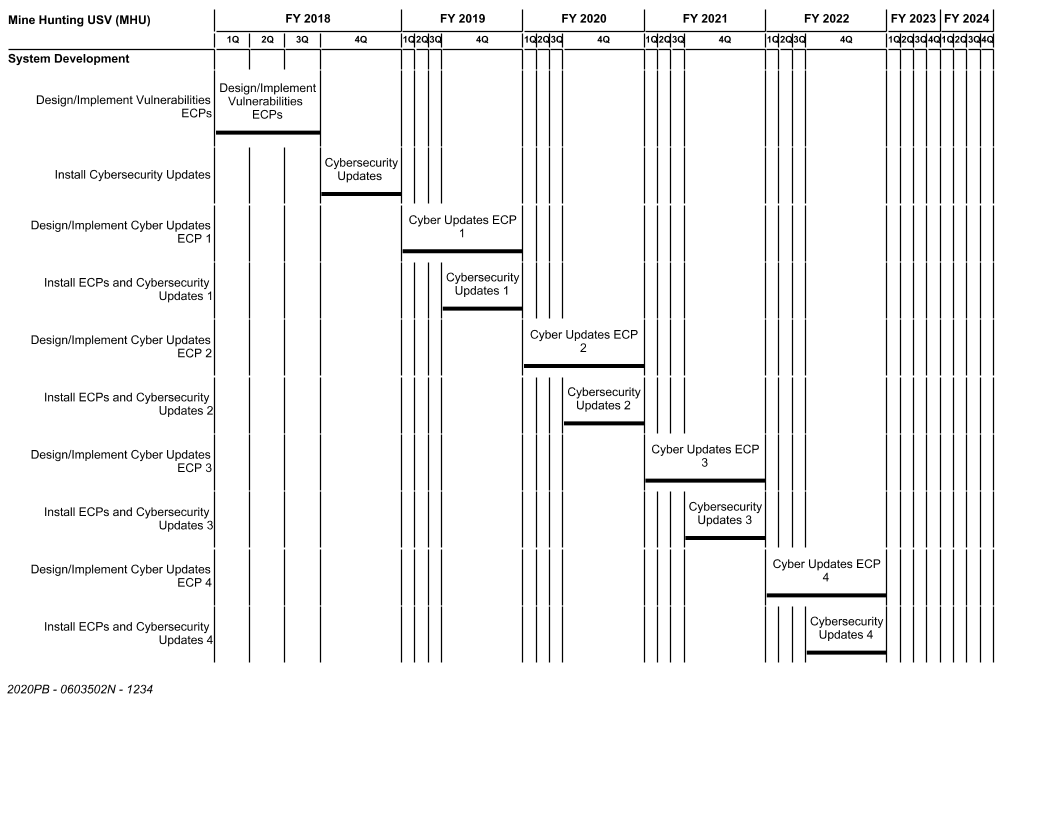 Mine Hunting USV (MHU)
FY 2018 FY 2019 FY 2020 FY 2021 FY 2022 FY 2023 FY 2024
1Q 2Q 3Q 4Q 1Q 2Q 3Q 4Q 1Q 2Q 3Q 4Q 1Q 2Q 3Q 4Q 1Q 2Q 3Q 4Q 1Q 2Q 3Q 4Q 1Q 2Q 3Q 4Q
System Development
Design/Implement Vulnerabilities
ECPs
Design/Implement
Vulnerabilities
ECPs
Install Cybersecurity Updates
Cybersecurity
Updates
Design/Implement Cyber Updates
ECP 1
Cyber Updates ECP
1
Install ECPs and Cybersecurity
Updates 1
Cybersecurity
Updates 1
Design/Implement Cyber Updates
ECP 2
Cyber Updates ECP
2
Install ECPs and Cybersecurity
Updates 2
Cybersecurity
Updates 2
Design/Implement Cyber Updates
ECP 3
Cyber Updates ECP
3
Install ECPs and Cybersecurity
Updates 3
Cybersecurity
Updates 3
Design/Implement Cyber Updates
ECP 4
Cyber Updates ECP
4
Install ECPs and Cybersecurity
Updates 4
Cybersecurity
Updates 4
2020PB - 0603502N - 1234